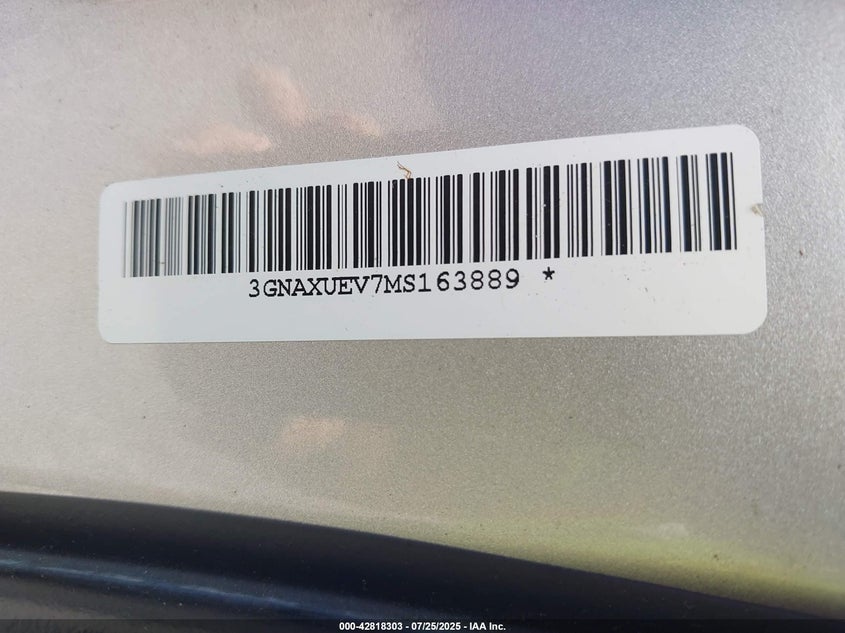 3GNAXUEV7MS163889 *
000-42818303 - 07/25/2025 - IAA Inc.